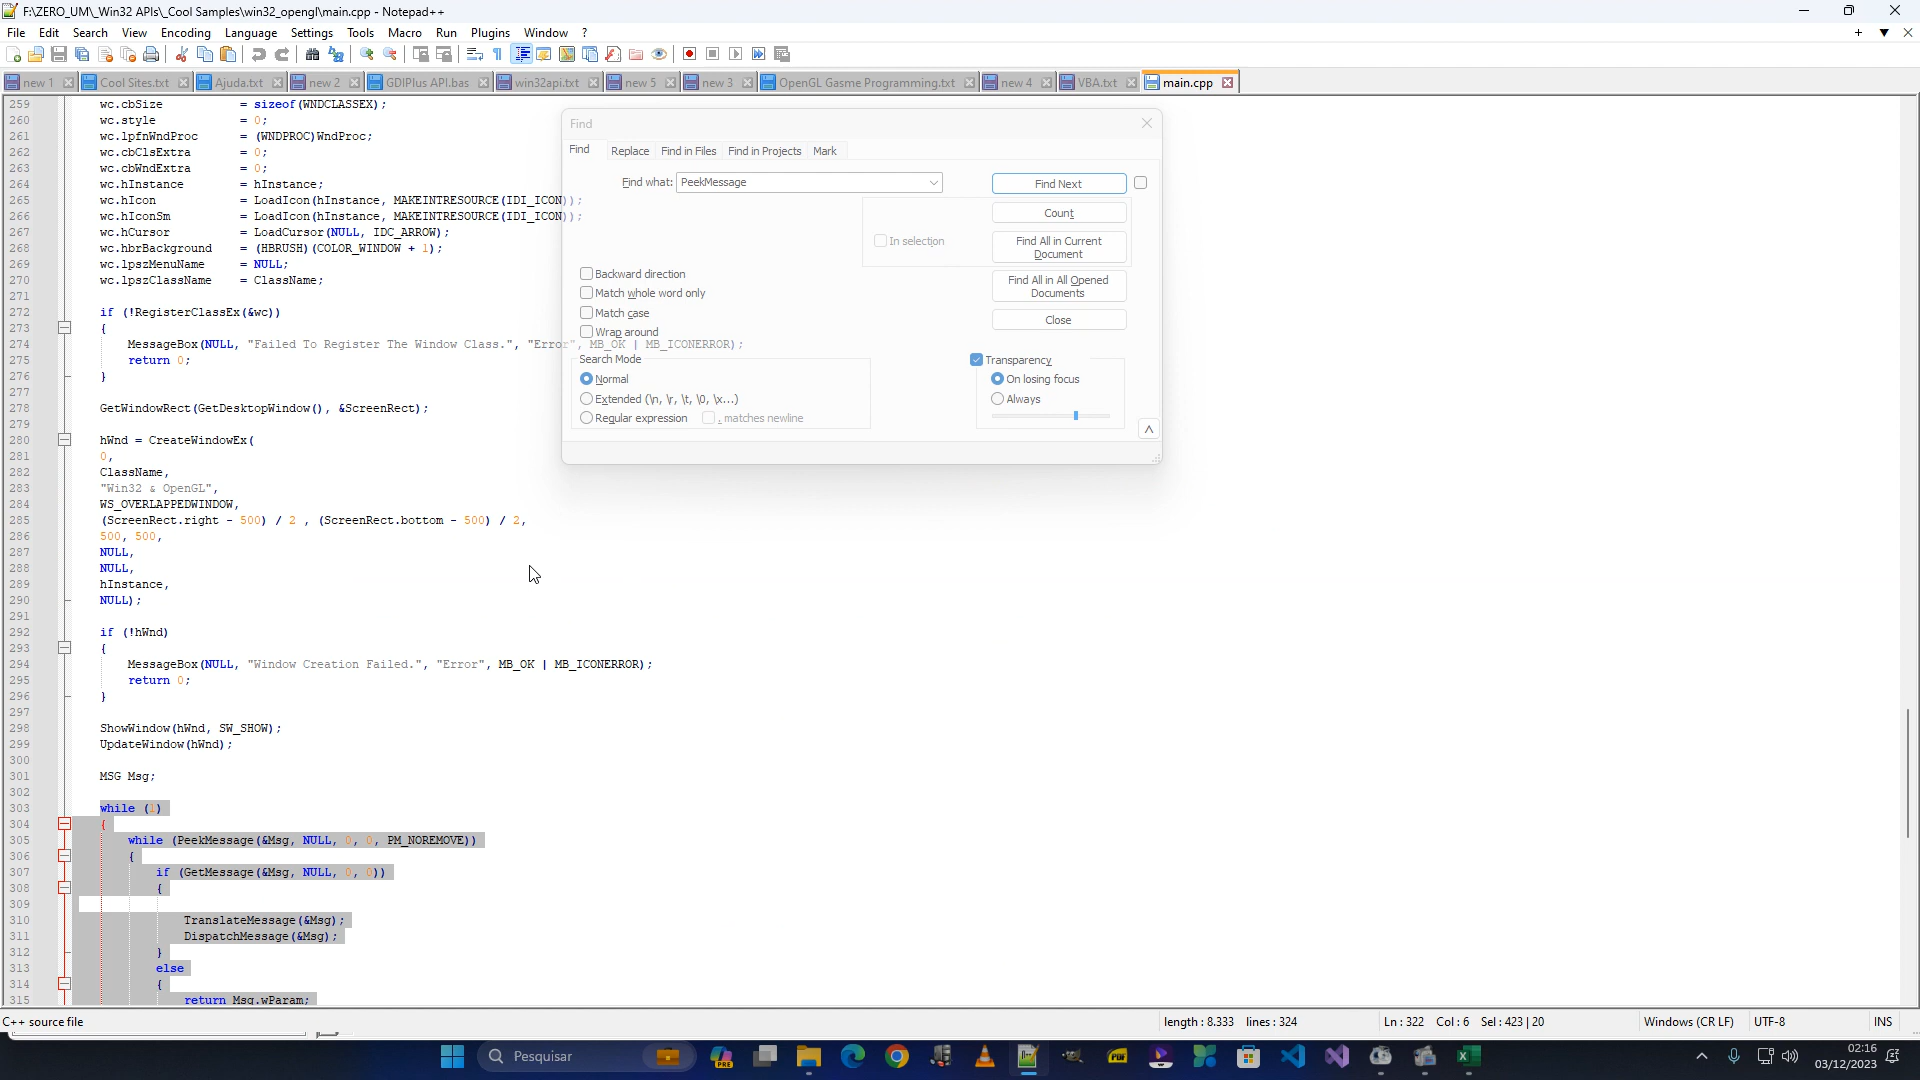 F:\ZERO_UM\_Win32 APIs\_Cool Samples\win32_opengl\main.cpp - Notepad++
File Edit Search View Encoding Language Settings Tools Macro Run Plugins Window ?
new 1 Cool Sites.txt Ajuda.txt new 2 GDIPlus API.bas win32api.txt new 5 new 3 OpenGL Gasme Programming.txt new 4 VBA.txt main.cpp
259 wc.cbSize = sizeof(WNDCLASSEX);
260 wc.style = 0;
261 wc.lpfnWndProc = (WNDPROC)WndProc;
262 wc.cbClsExtra = 0;
263 wc.cbWndExtra = 0;
264 wc.hInstance = hInstance;
265 wc.hIcon = LoadIcon(hInstance, MAKEINTRESOURCE(IDI_ICON));
266 wc.hIconSm = LoadIcon(hInstance, MAKEINTRESOURCE(IDI_ICON));
267 wc.hCursor = LoadCursor(NULL, IDC_ARROW);
268 wc.hbrBackground = (HBRUSH)(COLOR_WINDOW + 1);
269 wc.lpszMenuName = NULL;
270 wc.lpszClassName = ClassName;
271
272 if (!RegisterClassEx(&wc))
273 {
274 MessageBox(NULL, "Failed To Register The Window Class.", "Error", MB_OK | MB_ICONERROR);
275 return 0;
276 }
277
278 GetWindowRect(GetDesktopWindow(), &ScreenRect);
279
280 hWnd = CreateWindowEx(
281 0,
282 ClassName,
283 "Win32 & OpenGL",
284 WS_OVERLAPPEDWINDOW,
285 (ScreenRect.right - 500) / 2 , (ScreenRect.bottom - 500) / 2,
286 500, 500,
287 NULL,
288 NULL,
289 hInstance,
290 NULL);
291
292 if (!hWnd)
293 {
294 MessageBox(NULL, "Window Creation Failed.", "Error", MB_OK | MB_ICONERROR);
295 return 0;
296 }
297
298 ShowWindow(hWnd, SW_SHOW);
299 UpdateWindow(hWnd);
300
301 MSG Msg;
302
303 while (1)
304 {
305 while (PeekMessage(&Msg, NULL, 0, 0, PM_NOREMOVE))
306 {
307 if (GetMessage(&Msg, NULL, 0, 0))
308 {
309
310 TranslateMessage(&Msg);
311 DispatchMessage(&Msg);
312 }
313 else
314 {
315 return Msg.wParam;
Find
Find Replace Find in Files Find in Projects Mark
Find what: PeekMessage Find Next
Count
In selection Find All in Current Document
Backward direction
Match whole word only Find All in All Opened Documents
Match case
Close
Wrap around
Search Mode Transparency
Normal On losing focus
Extended (\n, \r, \t, \0, \x...) Always
Regular expression . matches newline
C++ source file length : 8.333 lines : 324 Ln : 322 Col : 6 Sel : 423 | 20 Windows (CR LF) UTF-8 INS
Pesquisar
PRE
PDF
02:16
03/12/2023